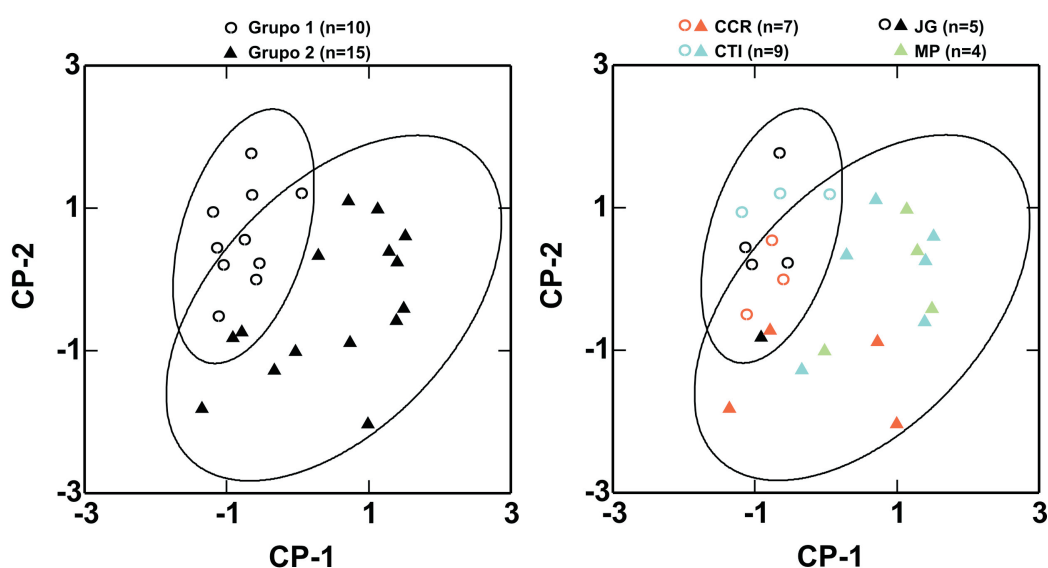 Grupo 1 (n=10)
Grupo 2 (n=15)
3
1
-1
-3
-3
-1
1
3
CP-2
CP-1
CCR (n=7)
JG (n=5)
CTI (n=9)
MP (n=4)
3
1
-1
-3
-3
-1
1
3
CP-2
CP-1